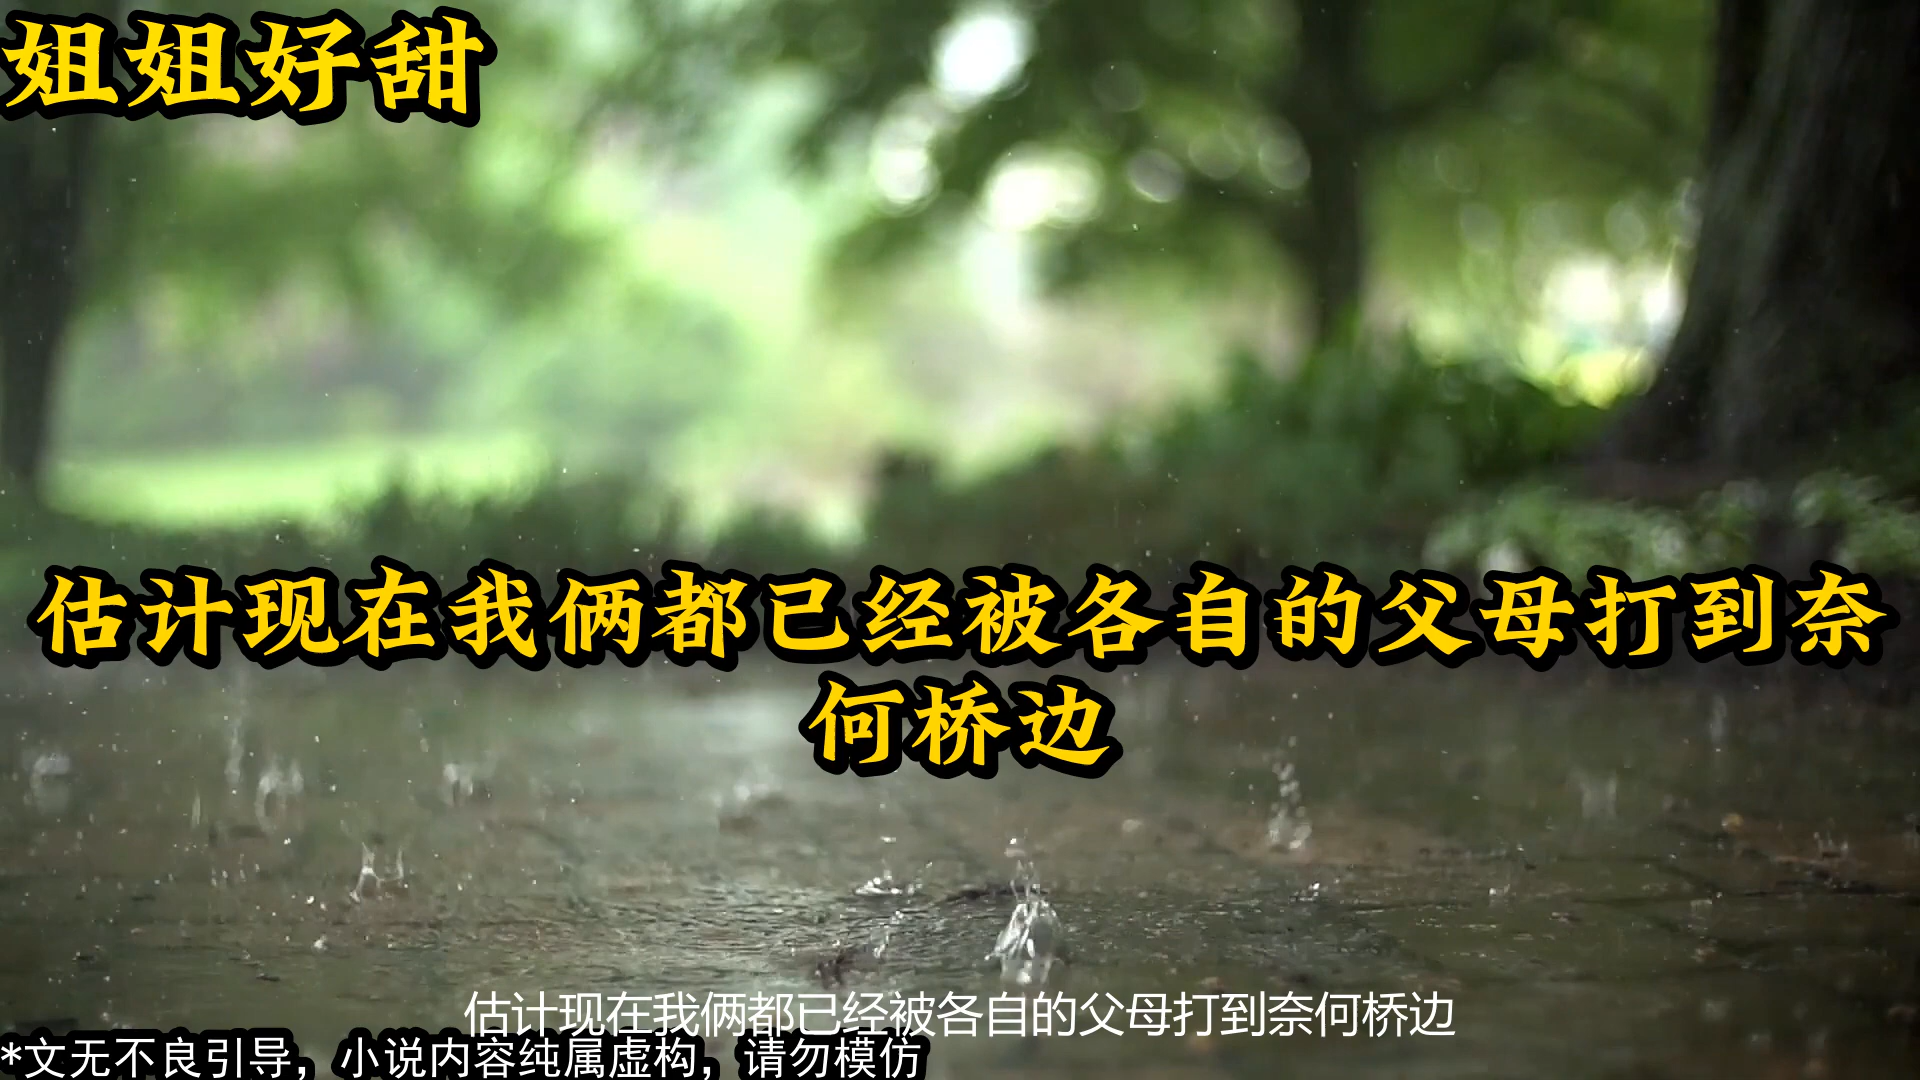 姐姐好甜
估计现在我俩都已经被各自的父母打到奈
何桥边
估计现在我俩都已经被各自的父母打到奈何桥边
*文无不良引导，小说内容纯属虚构，请勿模仿